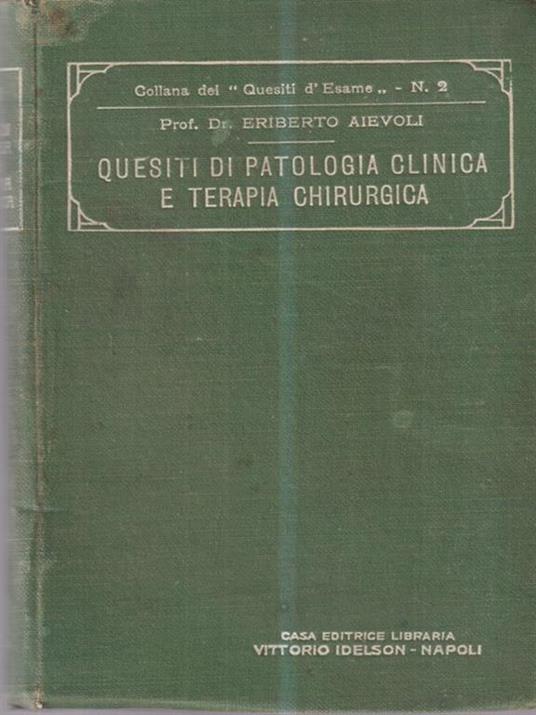 Collana dei “ Quesiti d' Esame „ - N. 2
Prof. Dr. ERIBERTO AIEVOLI
QUESITI DI PATOLOGIA CLINICA
E TERAPIA CHIRURGICA
CASA EDITRICE LIBRARIA
VITTORIO IDELSON - NAPOLI